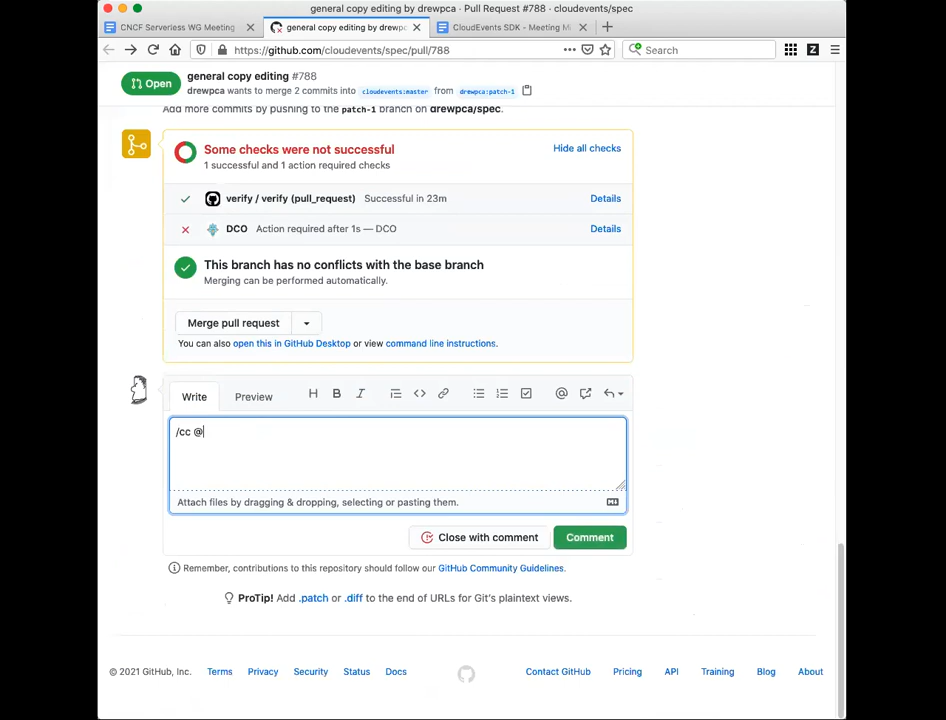 general copy editing by drewpca · Pull Request #788 · cloudevents/spec
CNCF Serverless WG Meeting
general copy editing by drewpc
CloudEvents SDK - Meeting Mi
https://github.com/cloudevents/spec/pull/788
Search
Open
general copy editing #788
drewpca wants to merge 2 commits into cloudevents:master from drewpca:patch-1
Add more commits by pushing to the patch-1 branch on drewpca/spec.
Some checks were not successful
1 successful and 1 action required checks
Hide all checks
verify / verify (pull_request) Successful in 23m
Details
DCO Action required after 1s — DCO
Details
This branch has no conflicts with the base branch
Merging can be performed automatically.
Merge pull request
You can also open this in GitHub Desktop or view command line instructions.
Write
Preview
/cc @
Attach files by dragging & dropping, selecting or pasting them.
Close with comment
Comment
Remember, contributions to this repository should follow our GitHub Community Guidelines.
ProTip! Add .patch or .diff to the end of URLs for Git's plaintext views.
© 2021 GitHub, Inc. Terms Privacy Security Status Docs Contact GitHub Pricing API Training Blog About